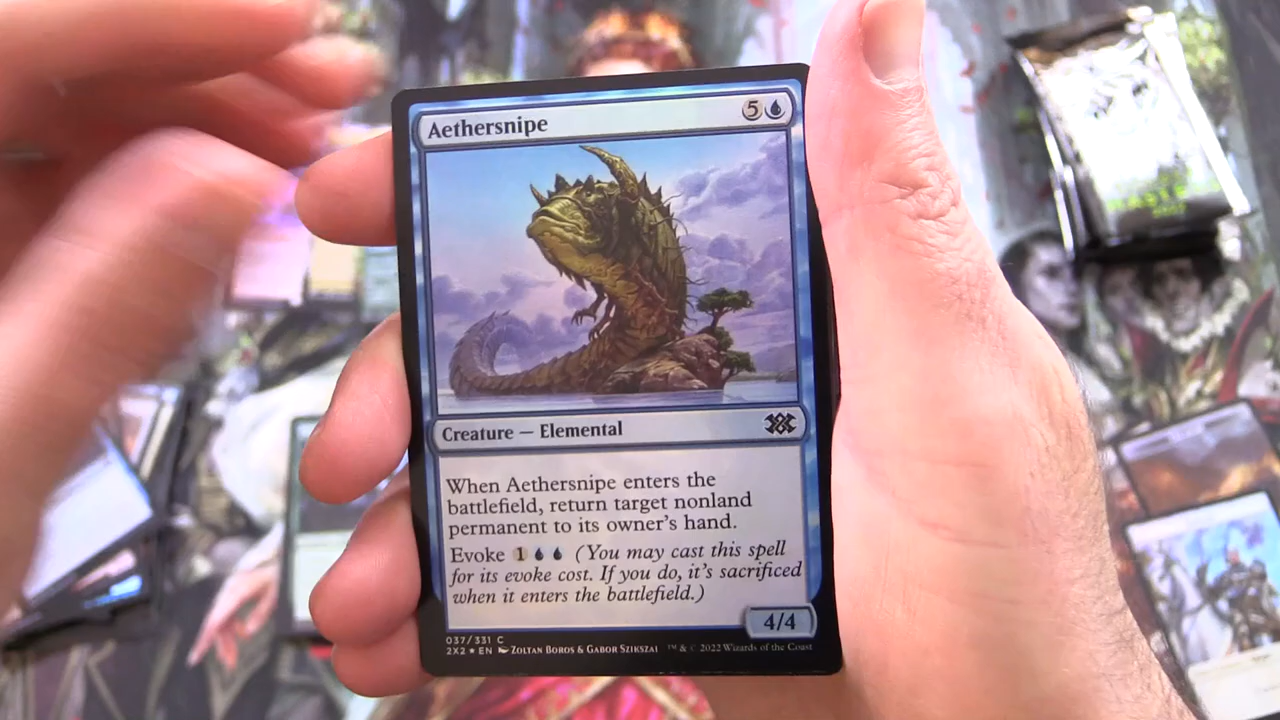 Aethersnipe 5
Creature — Elemental
When Aethersnipe enters the
battlefield, return target nonland
permanent to its owner's hand.
Evoke 1 (You may cast this spell
for its evoke cost. If you do, it's sacrificed
when it enters the battlefield.)
4/4
037/331 C
2X2 ★ EN Zoltan Boros & Gabor Szikszai ™ & © 2022 Wizards of the Coast